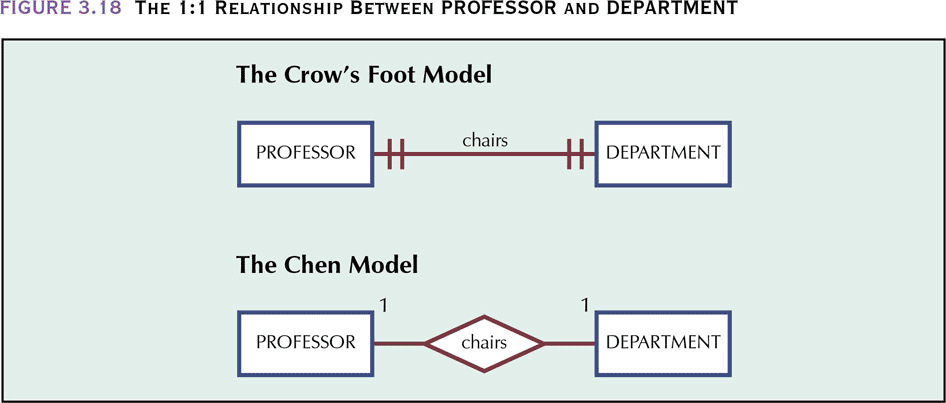 FIGURE 3.18 THE 1:1 RELATIONSHIP BETWEEN PROFESSOR AND DEPARTMENT
The Crow's Foot Model
PROFESSOR chairs DEPARTMENT
The Chen Model
1 1
PROFESSOR chairs DEPARTMENT